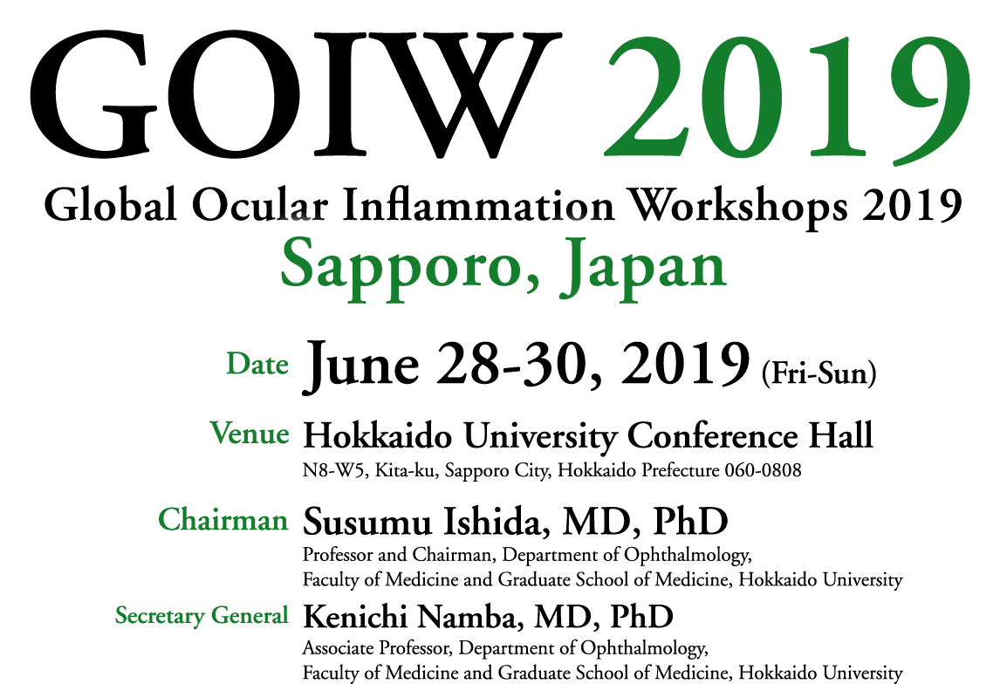 GOIW 2019
Global Ocular Inflammation Workshops 2019
Sapporo, Japan
Date June 28-30, 2019 (Fri-Sun)
Venue Hokkaido University Conference Hall
N8-W5, Kita-ku, Sapporo City, Hokkaido Prefecture 060-0808
Chairman Susumu Ishida, MD, PhD
Professor and Chairman, Department of Ophthalmology,
Faculty of Medicine and Graduate School of Medicine, Hokkaido University
Secretary General Kenichi Namba, MD, PhD
Associate Professor, Department of Ophthalmology,
Faculty of Medicine and Graduate School of Medicine, Hokkaido University